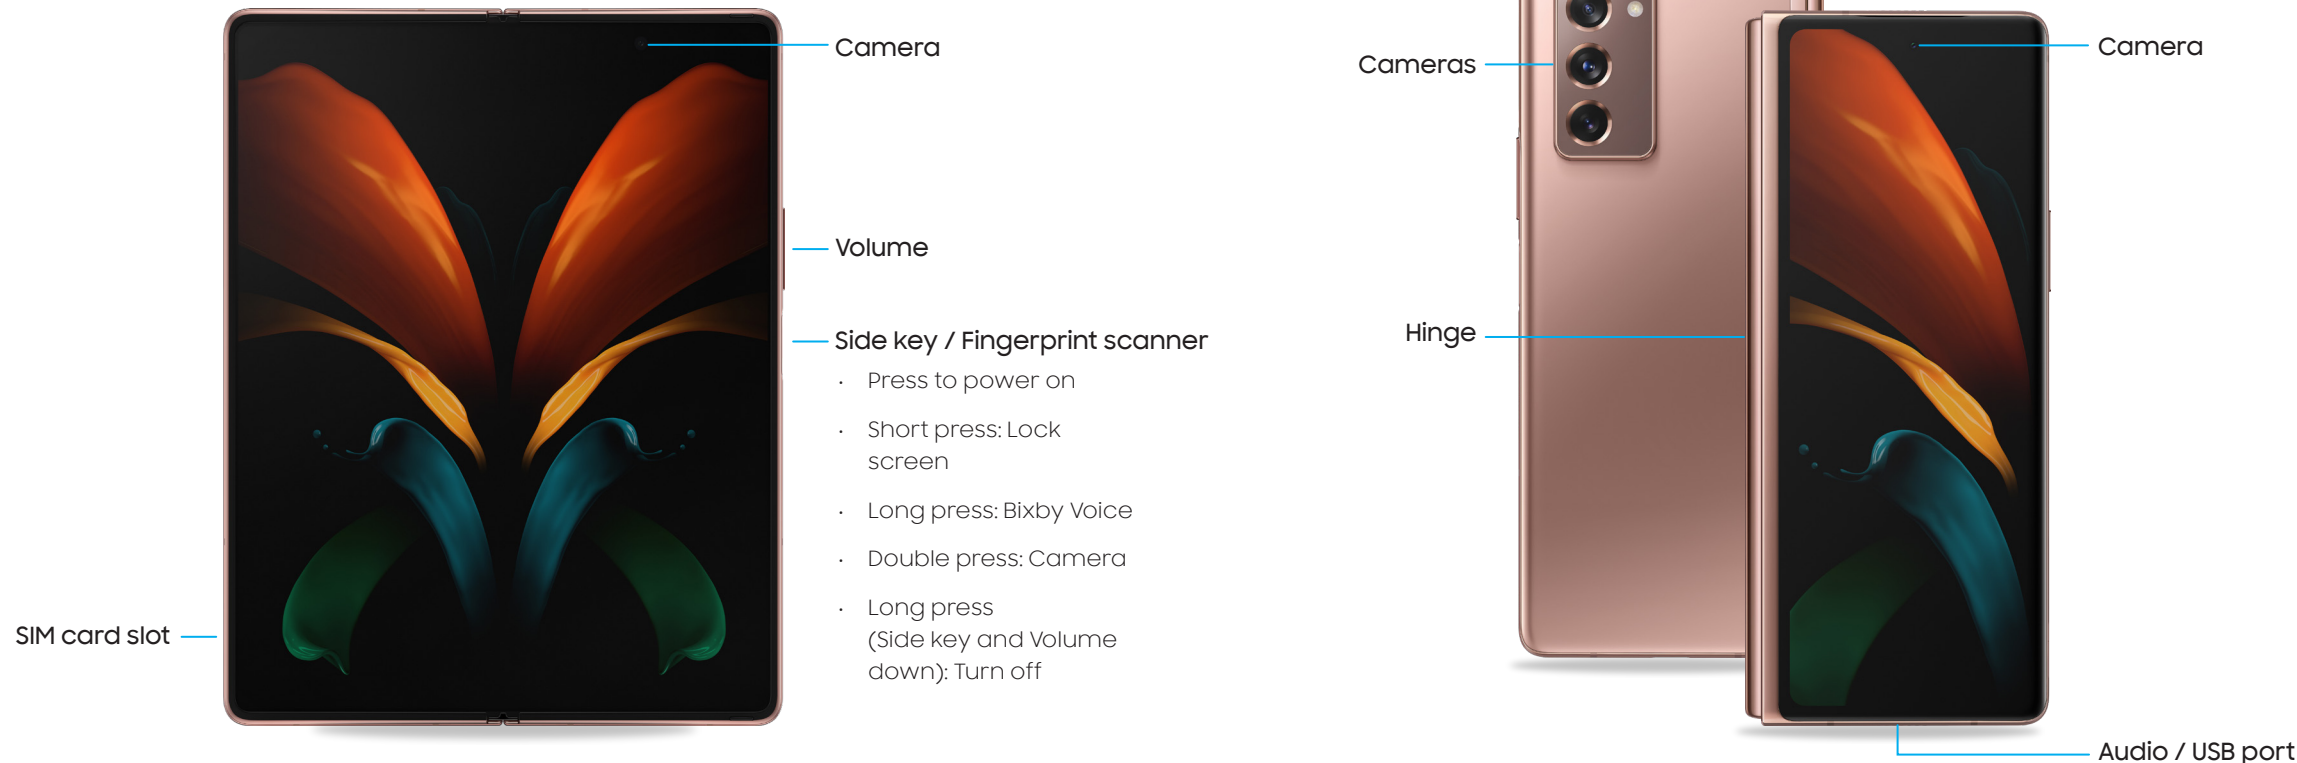 Camera
Volume
Side key / Fingerprint scanner
· Press to power on
· Short press: Lock
screen
· Long press: Bixby Voice
· Double press: Camera
· Long press
(Side key and Volume
down): Turn off
SIM card slot
Cameras
Hinge
Camera
Audio / USB port